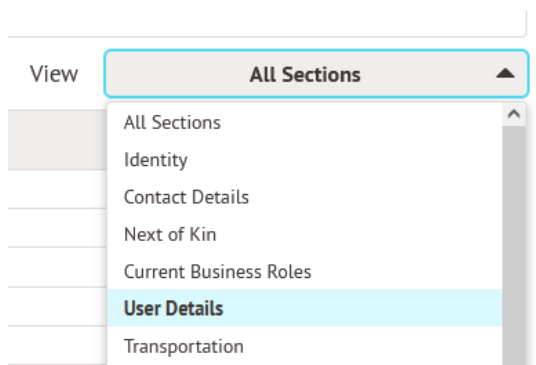 View All Sections
All Sections
Identity
Contact Details
Next of Kin
Current Business Roles
User Details
Transportation